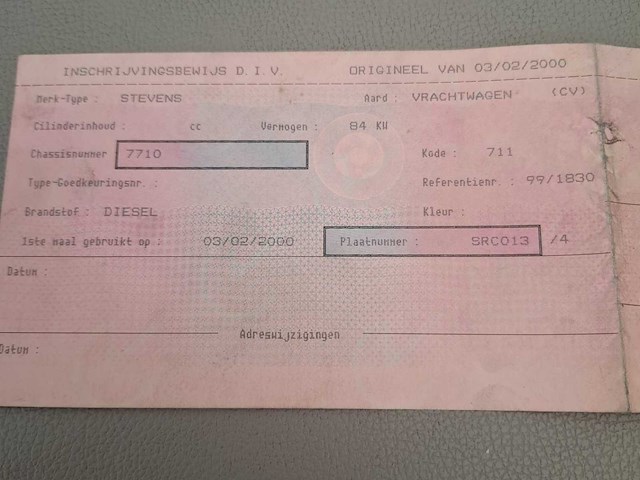 INSCHRIJVINGSBEWIJS D.I.V. ORIGINEEL VAN 03/02/2000
Merk-Type : STEVENS Aard : VRACHTWAGEN (CV)
Cilinderinhoud : cc Vermogen : 84 KW
Chassisnummer 7710 Kode : 711
Type-Goedkeuringsnr. : Referentienr. : 99/1830
Brandstof : DIESEL Kleur :
1ste maal gebruikt op : 03/02/2000 Plaatnummer : SRC013 /4
Datum :
Adreswijzigingen
Datum :